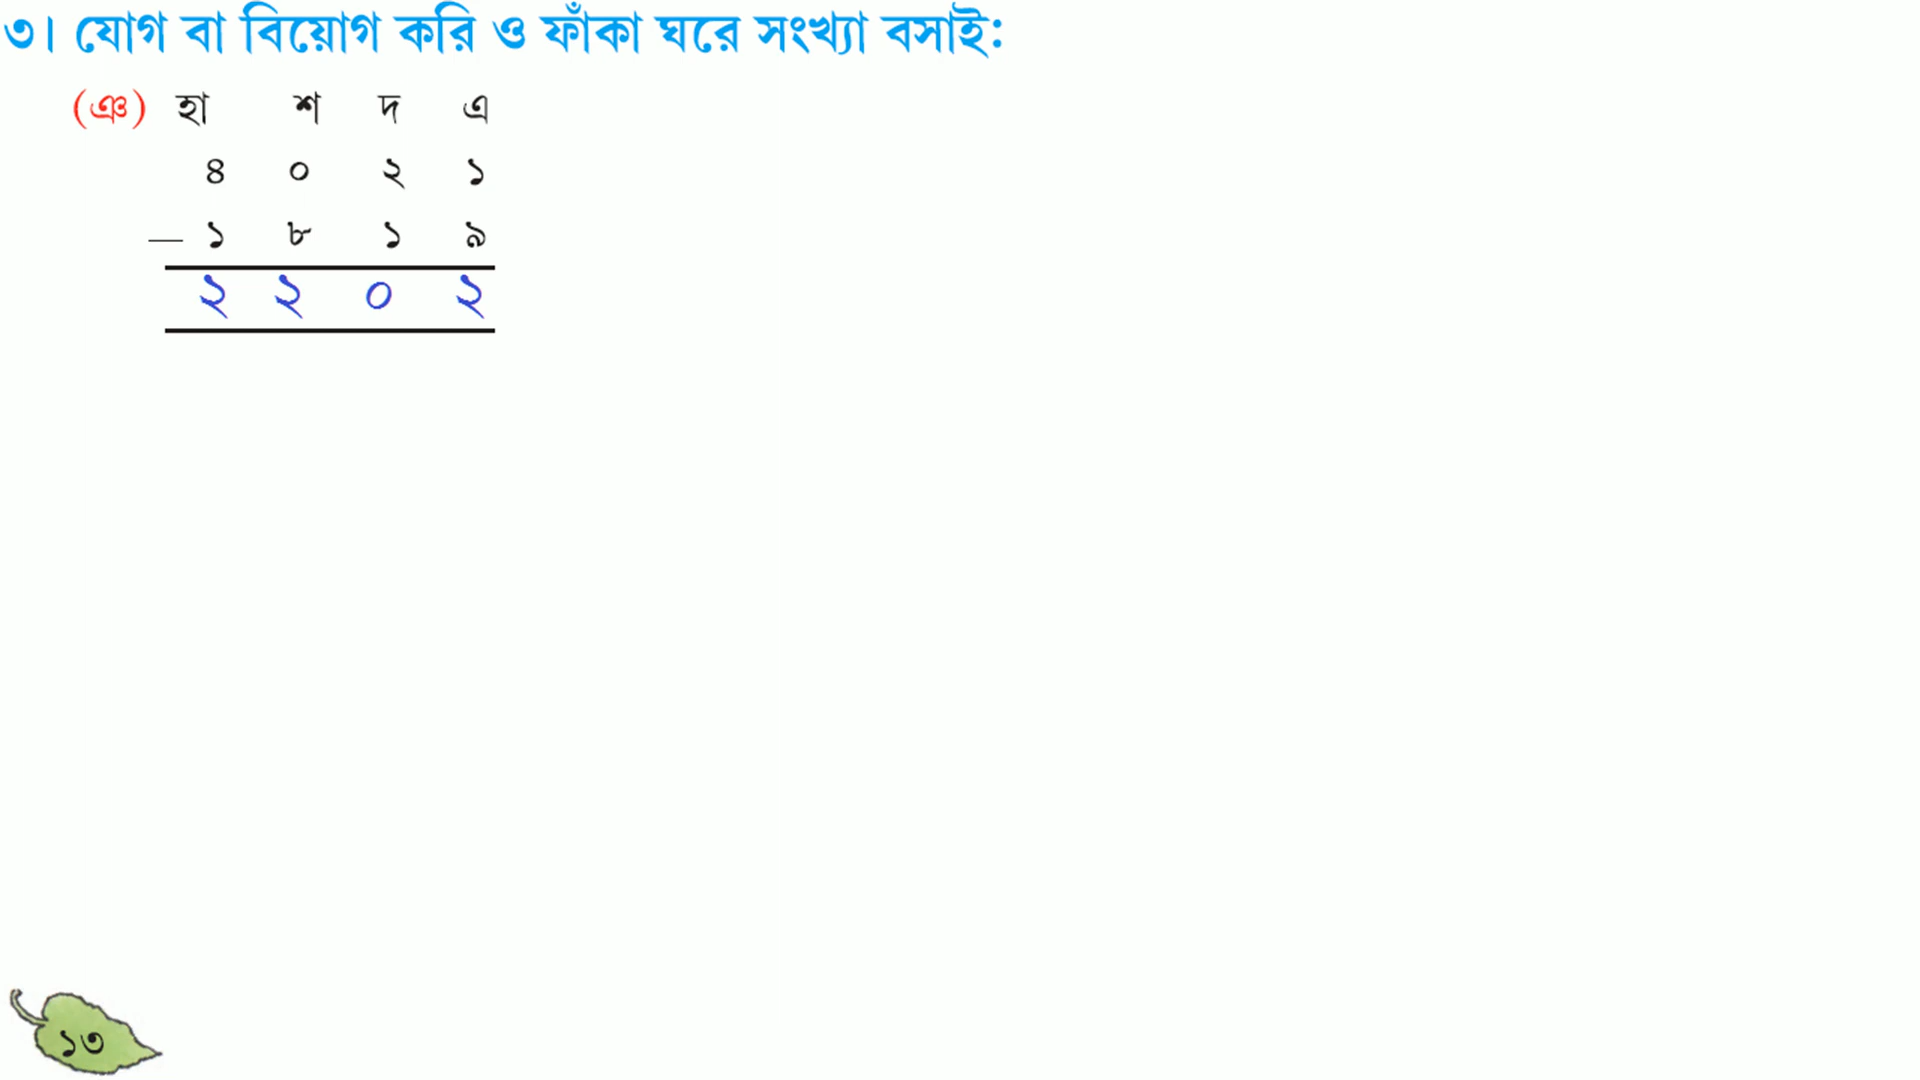 ৩। যোগ বা বিয়োগ করি ও ফাঁকা ঘরে সংখ্যা বসাই:
(ঞ) হা শ দ এ
৪ ০ ২ ১
— ১ ৮ ১ ৯
২ ২ ০ ২
১৩